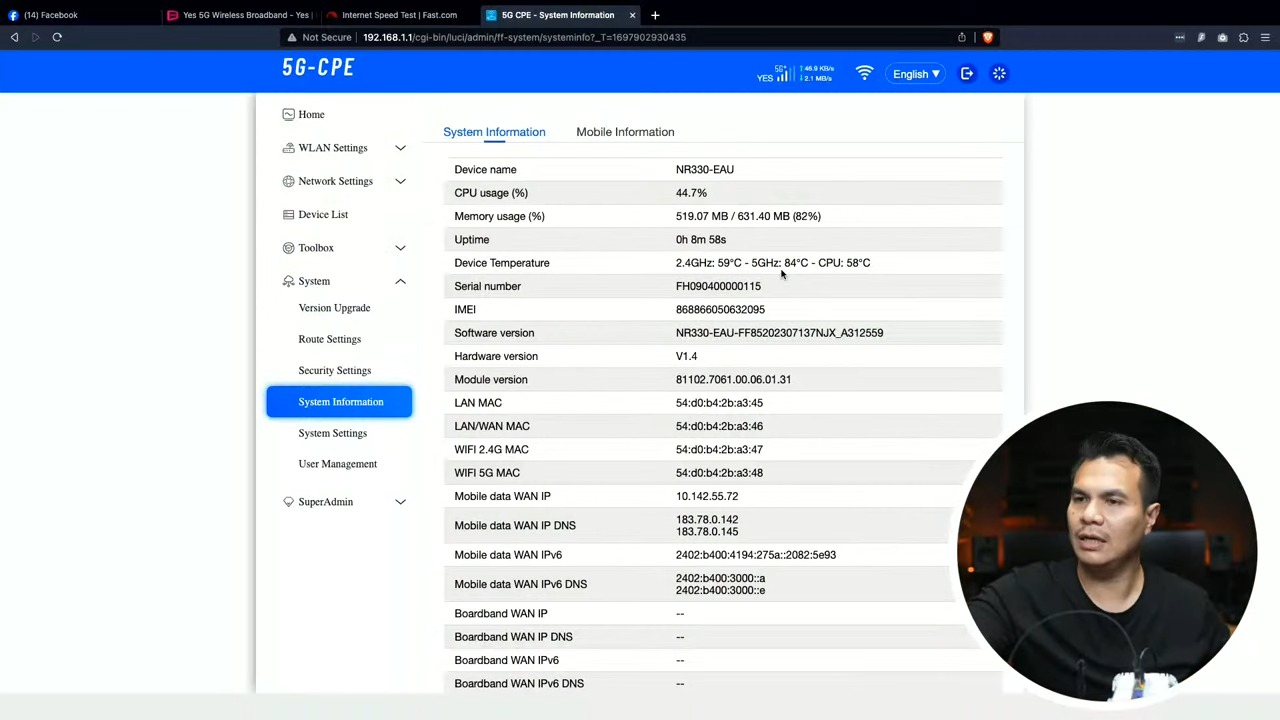 (14) Facebook
Yes 5G Wireless Broadband - Yes
Internet Speed Test | Fast.com
5G CPE - System Information
Not Secure
192.168.1.1/cgi-bin/luci/admin/ff-system/systeminfo?_T=1697902930435
5G-CPE
YES
5G+
46.9 KB/s
2.1 MB/s
English
Home
WLAN Settings
Network Settings
Device List
Toolbox
System
Version Upgrade
Route Settings
Security Settings
System Information
System Settings
User Management
SuperAdmin
System Information
Mobile Information
Device name NR330-EAU
CPU usage (%) 44.7%
Memory usage (%) 519.07 MB / 631.40 MB (82%)
Uptime 0h 8m 58s
Device Temperature 2.4GHz: 59°C - 5GHz: 84°C - CPU: 58°C
Serial number FH090400000115
IMEI 868866050632095
Software version NR330-EAU-FF85202307137NJX_A312559
Hardware version V1.4
Module version 81102.7061.00.06.01.31
LAN MAC 54:d0:b4:2b:a3:45
LAN/WAN MAC 54:d0:b4:2b:a3:46
WIFI 2.4G MAC 54:d0:b4:2b:a3:47
WIFI 5G MAC 54:d0:b4:2b:a3:48
Mobile data WAN IP 10.142.55.72
Mobile data WAN IP DNS 183.78.0.142
183.78.0.145
Mobile data WAN IPv6 2402:b400:4194:275a::2082:5e93
Mobile data WAN IPv6 DNS 2402:b400:3000::a
2402:b400:3000::e
Boardband WAN IP --
Boardband WAN IP DNS --
Boardband WAN IPv6 --
Boardband WAN IPv6 DNS --